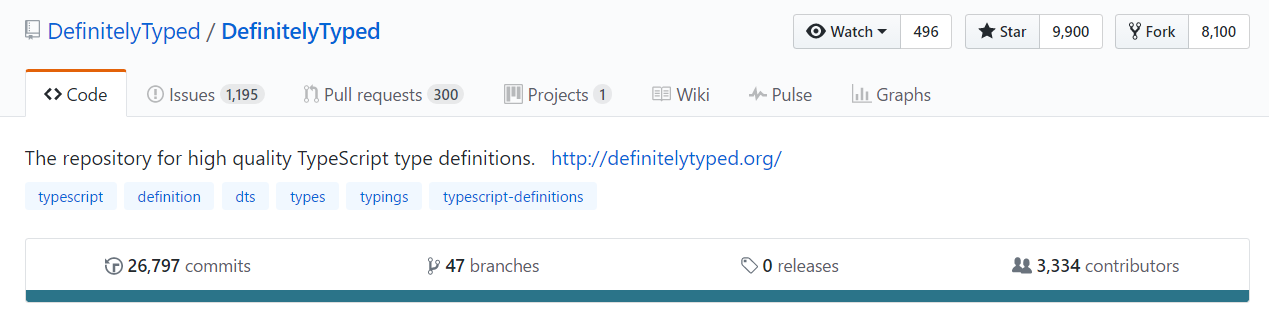 DefinitelyTyped / DefinitelyTyped Watch 496 Star 9,900 Fork 8,100
Code Issues 1,195 Pull requests 300 Projects 1 Wiki Pulse Graphs
The repository for high quality TypeScript type definitions. http://definitelytyped.org/
typescript definition dts types typings typescript-definitions
26,797 commits 47 branches 0 releases 3,334 contributors